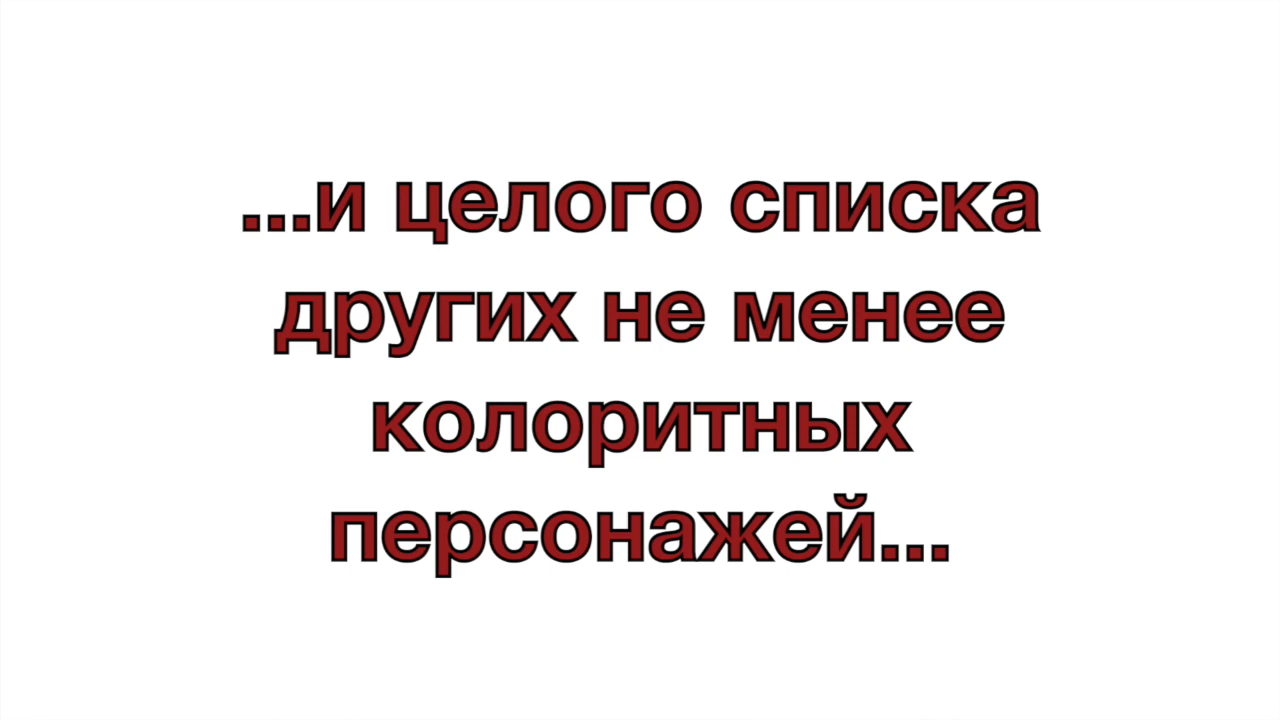 ...и целого списка
других не менее
колоритных
персонажей...